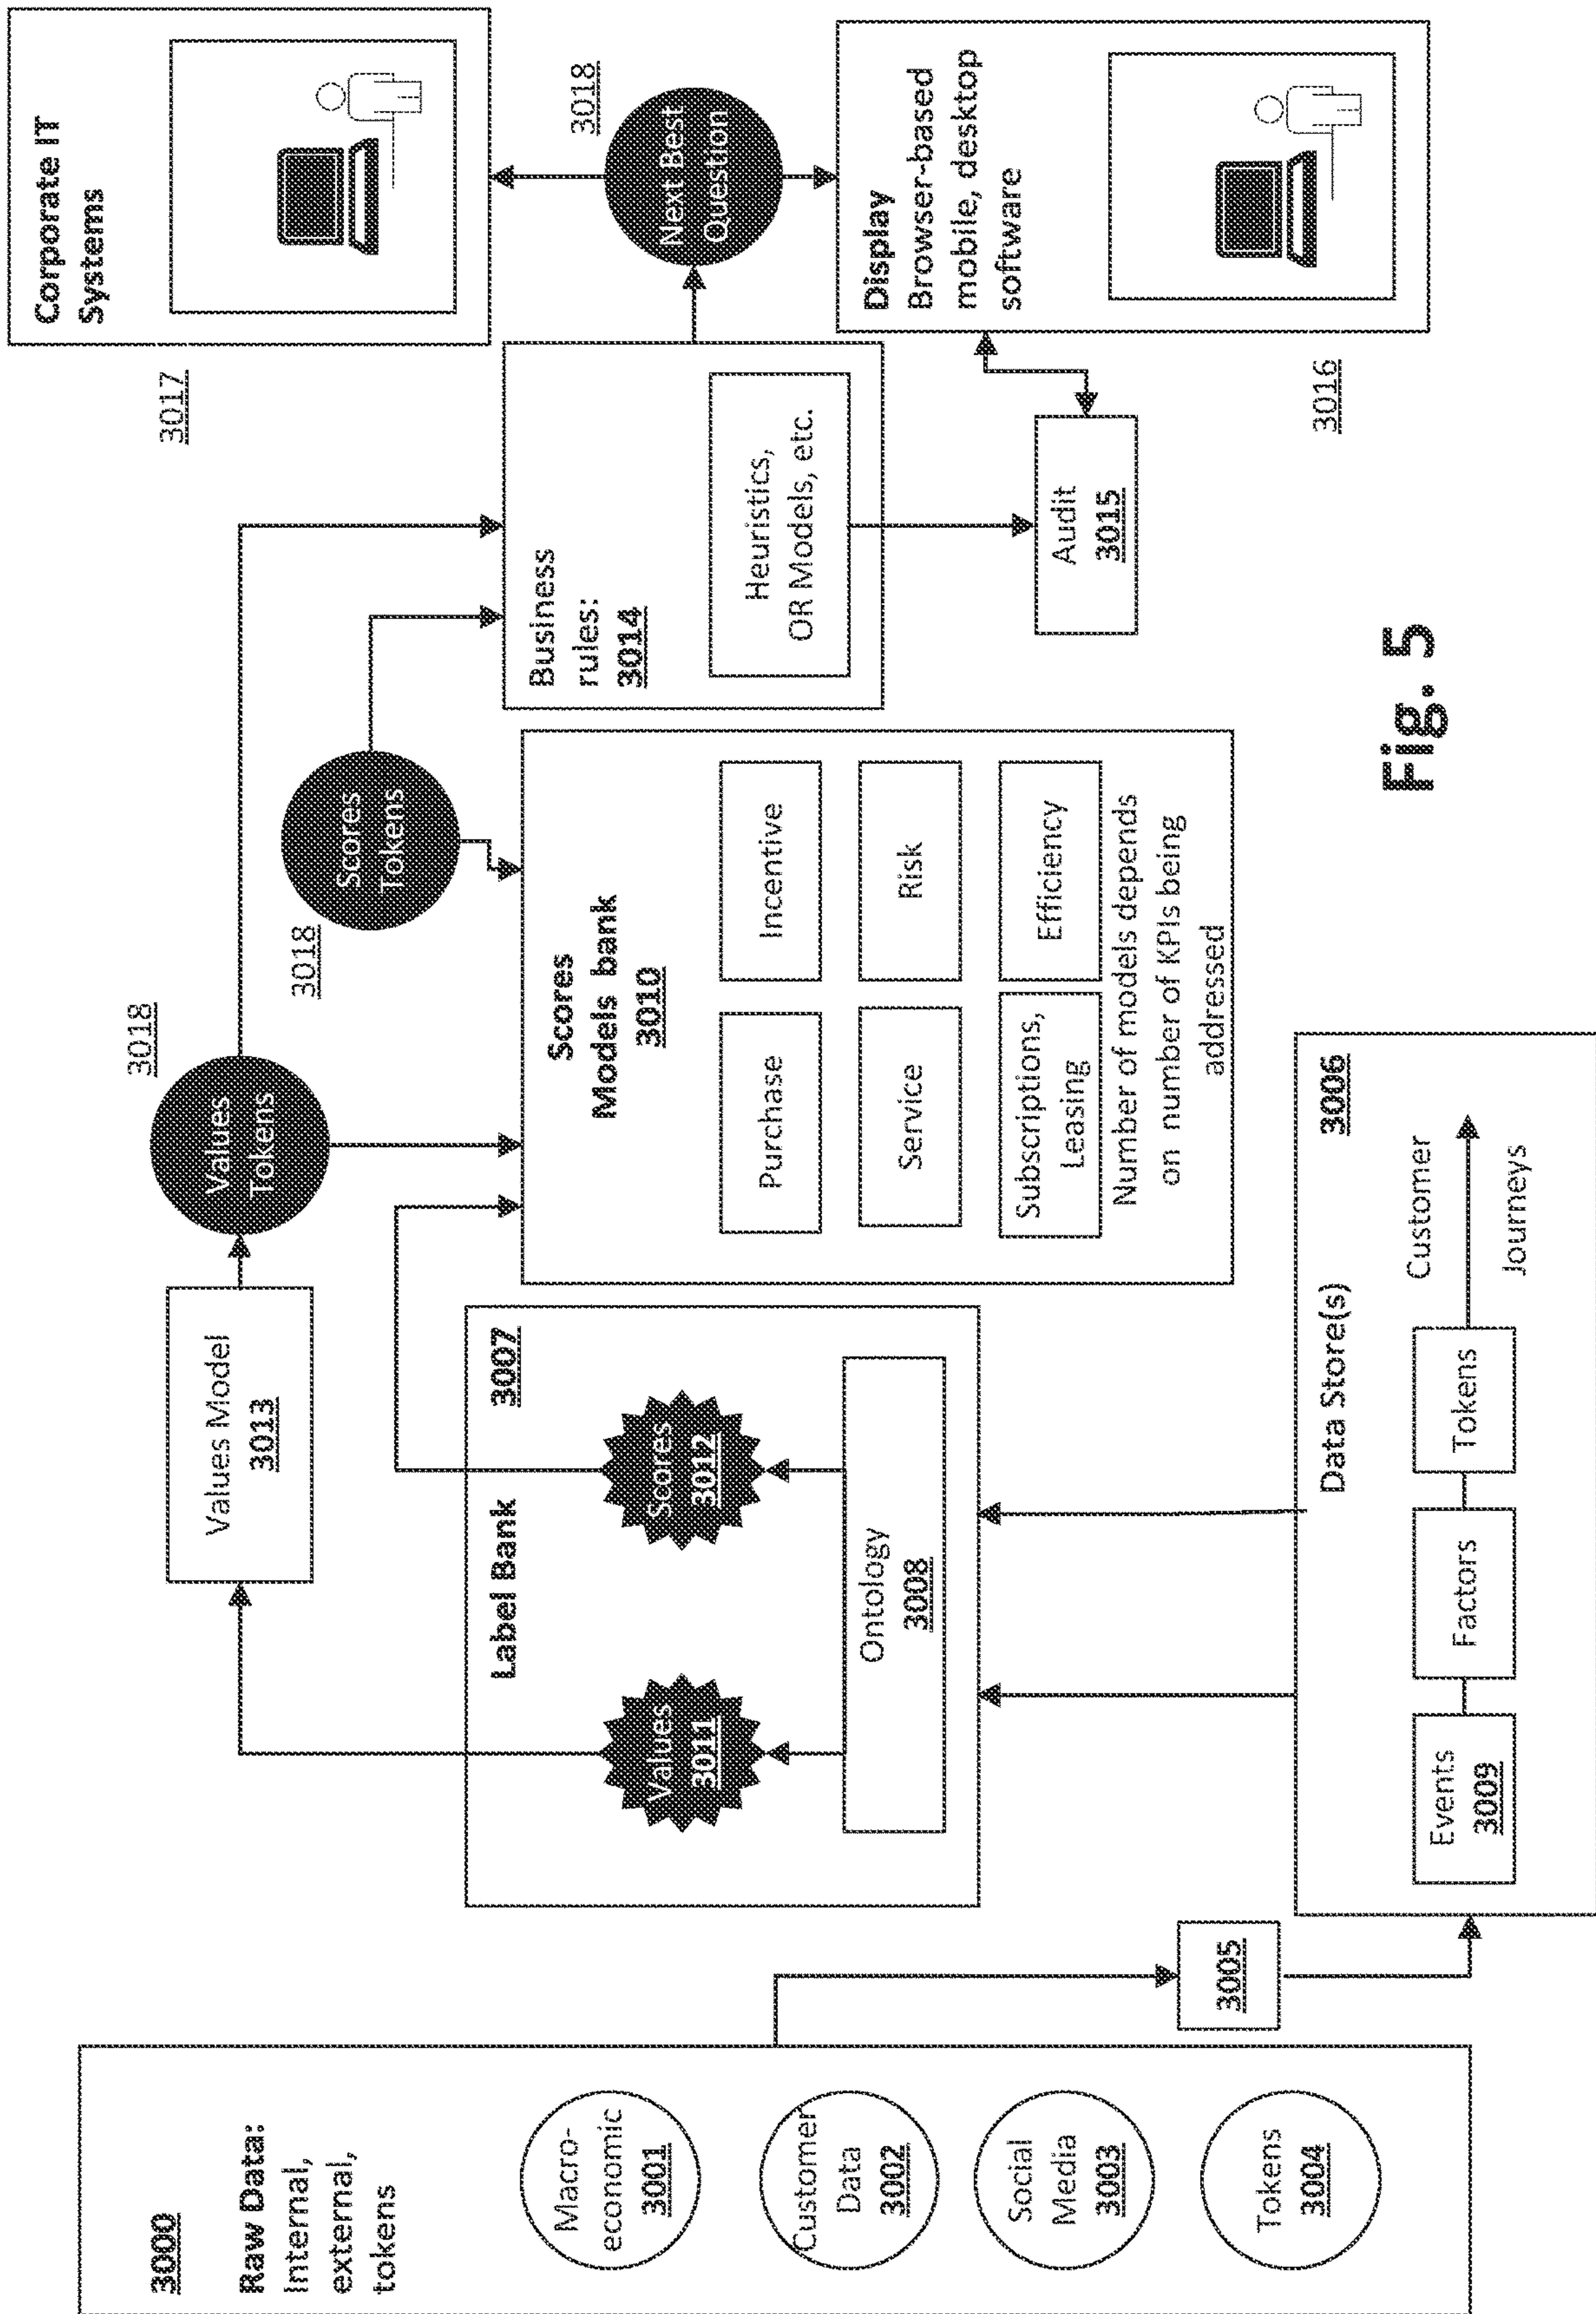 3000
Raw Data:
Internal,
external,
tokens
Macro-
economic
3001
Customer
Data
3002
Social
Media
3003
Tokens
3004
3005
Values Model
3013
Label Bank
3007
Values
3011
Scores
3012
Ontology
3008
Data Store(s)
3006
Events
3009
Factors
Tokens
Customer
Journeys
3018
Values
Tokens
3018
Scores
Tokens
Scores
Models bank
3010
Purchase
Incentive
Service
Risk
Subscriptions,
Leasing
Efficiency
Number of models depends
on number of KPIs being
addressed
Business
rules:
3014
Heuristics,
OR Models, etc.
Audit
3015
3017
Corporate IT
Systems
3018
Next Best
Question
Display
Browser-based
mobile, desktop
software
3016
Fig. 5